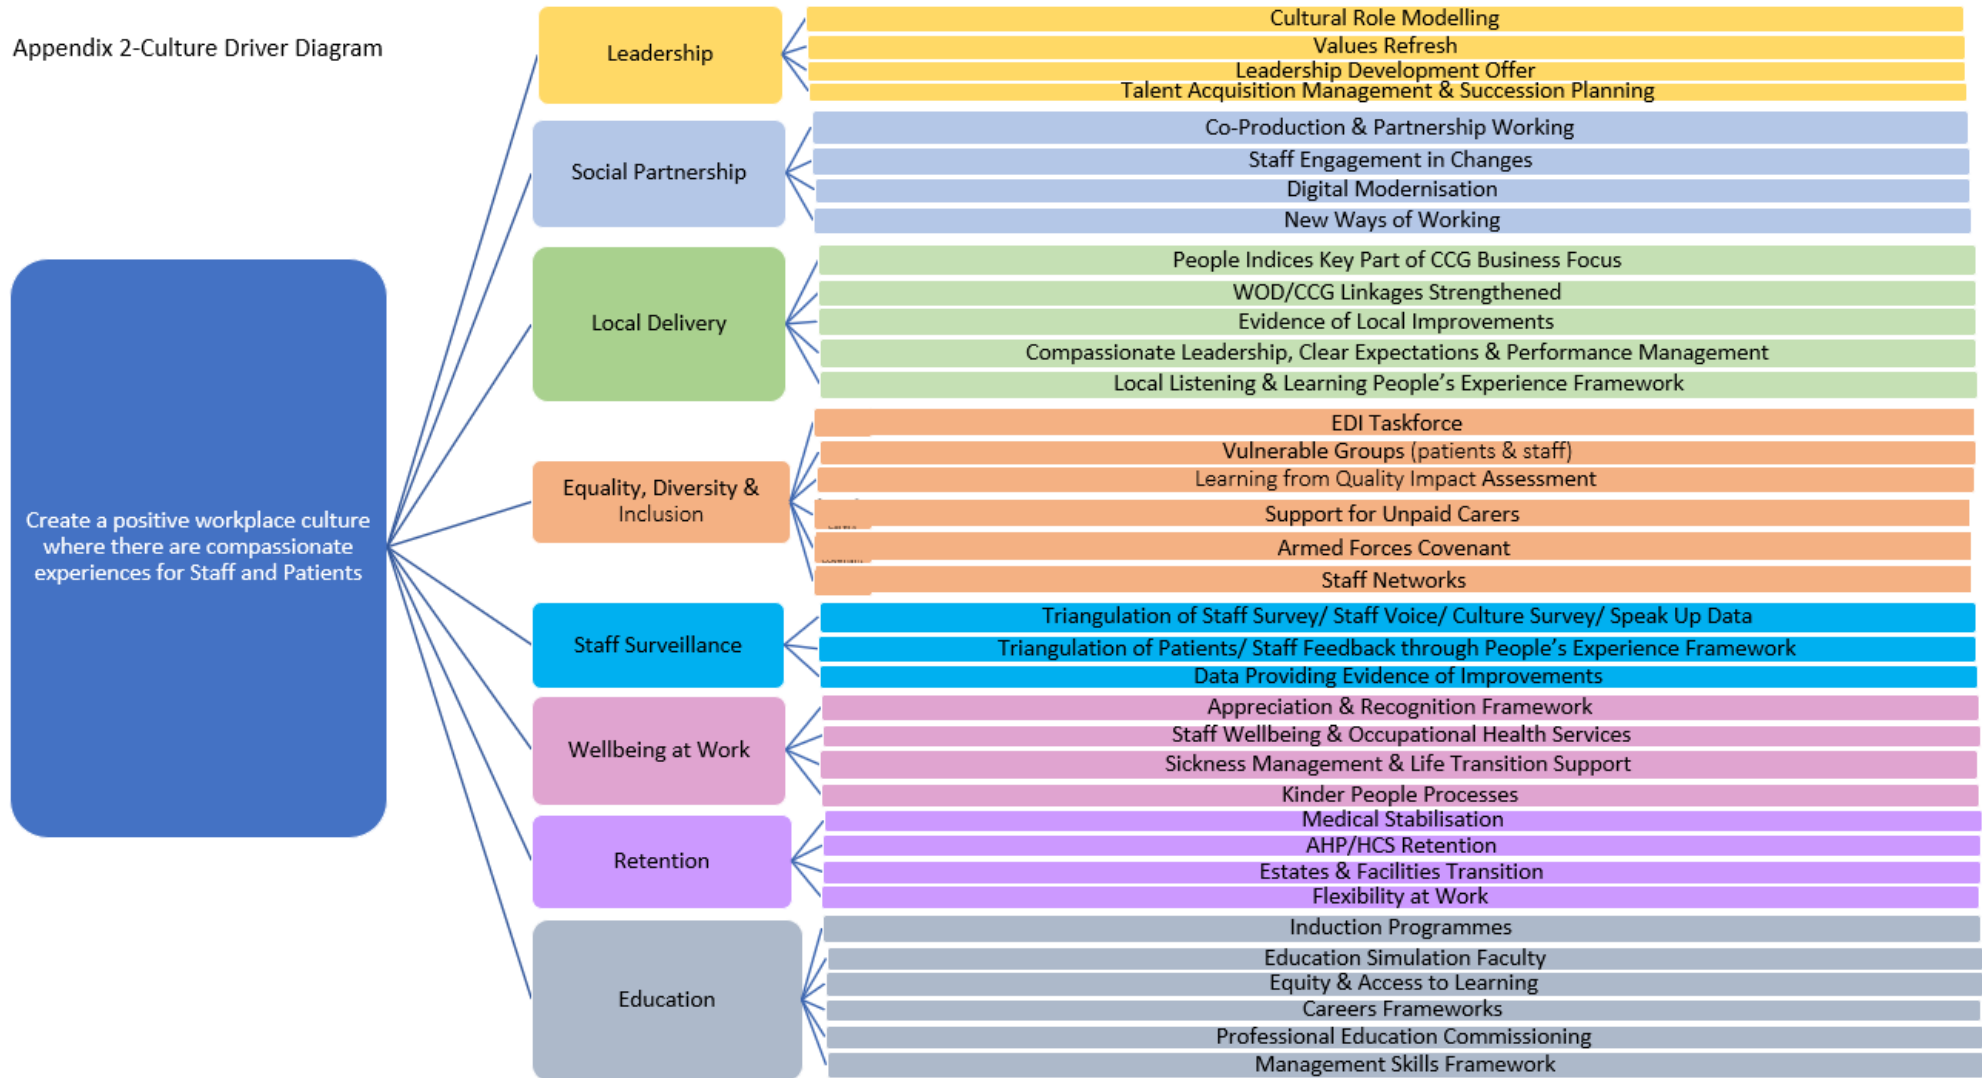 Appendix 2-Culture Driver Diagram
Create a positive workplace culture
where there are compassionate
experiences for Staff and Patients
Leadership
Cultural Role Modelling
Values Refresh
Leadership Development Offer
Talent Acquisition Management & Succession Planning
Social Partnership
Co-Production & Partnership Working
Staff Engagement in Changes
Digital Modernisation
New Ways of Working
Local Delivery
People Indices Key Part of CCG Business Focus
WOD/CCG Linkages Strengthened
Evidence of Local Improvements
Compassionate Leadership, Clear Expectations & Performance Management
Local Listening & Learning People’s Experience Framework
Equality, Diversity &
Inclusion
EDI Taskforce
Vulnerable Groups (patients & staff)
Learning from Quality Impact Assessment
Support for Unpaid Carers
Armed Forces Covenant
Staff Networks
Staff Surveillance
Triangulation of Staff Survey/ Staff Voice/ Culture Survey/ Speak Up Data
Triangulation of Patients/ Staff Feedback through People’s Experience Framework
Data Providing Evidence of Improvements
Wellbeing at Work
Appreciation & Recognition Framework
Staff Wellbeing & Occupational Health Services
Sickness Management & Life Transition Support
Kinder People Processes
Retention
Medical Stabilisation
AHP/HCS Retention
Estates & Facilities Transition
Flexibility at Work
Education
Induction Programmes
Education Simulation Faculty
Equity & Access to Learning
Careers Frameworks
Professional Education Commissioning
Management Skills Framework